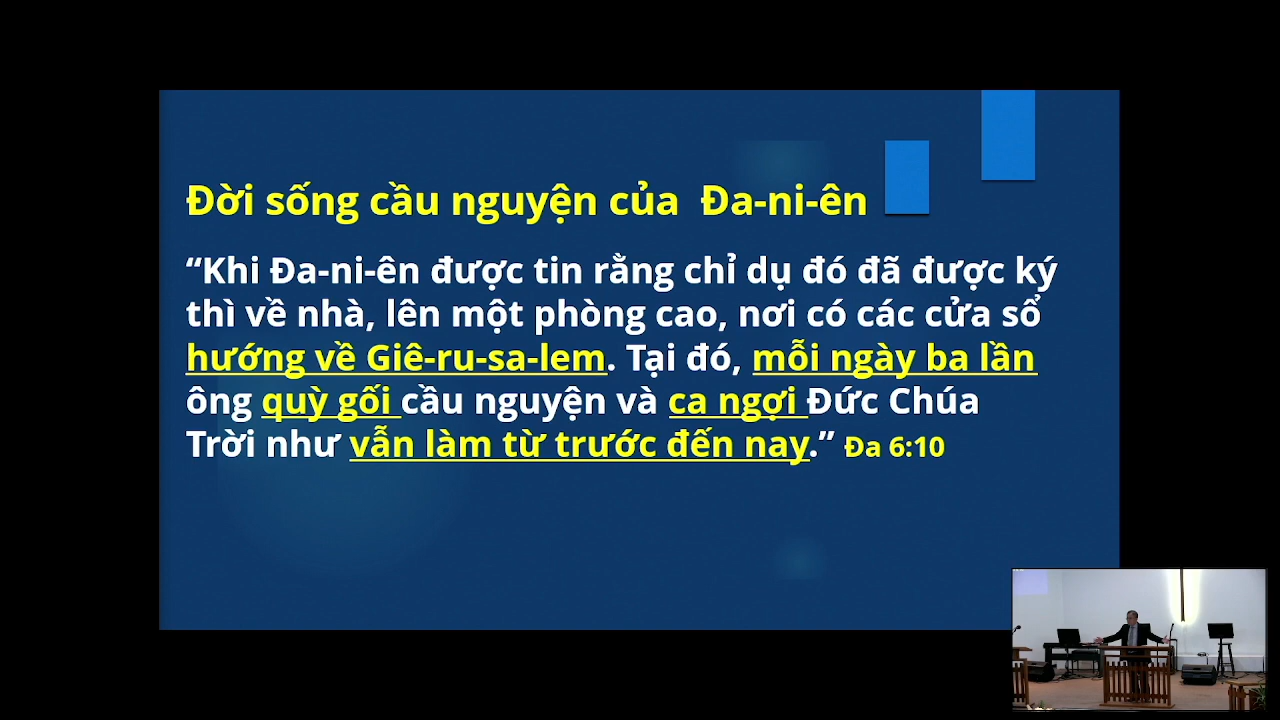 Đời sống cầu nguyện của  Đa-ni-ên
“Khi Đa-ni-ên được tin rằng chỉ dụ đó đã được ký
thì về nhà, lên một phòng cao, nơi có các cửa sổ
hướng về Giê-ru-sa-lem. Tại đó, mỗi ngày ba lần
ông quỳ gối cầu nguyện và ca ngợi Đức Chúa
Trời như vẫn làm từ trước đến nay.” Đa 6:10